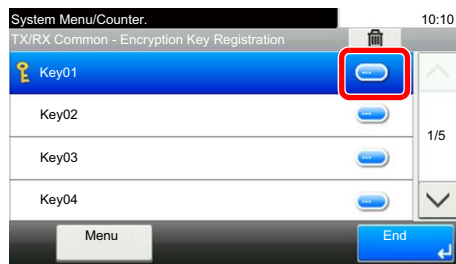 System Menu/Counter.
10:10
TX/RX Common - Encryption Key Registration
Key01
Key02
1/5
Key03
Key04
Menu
End